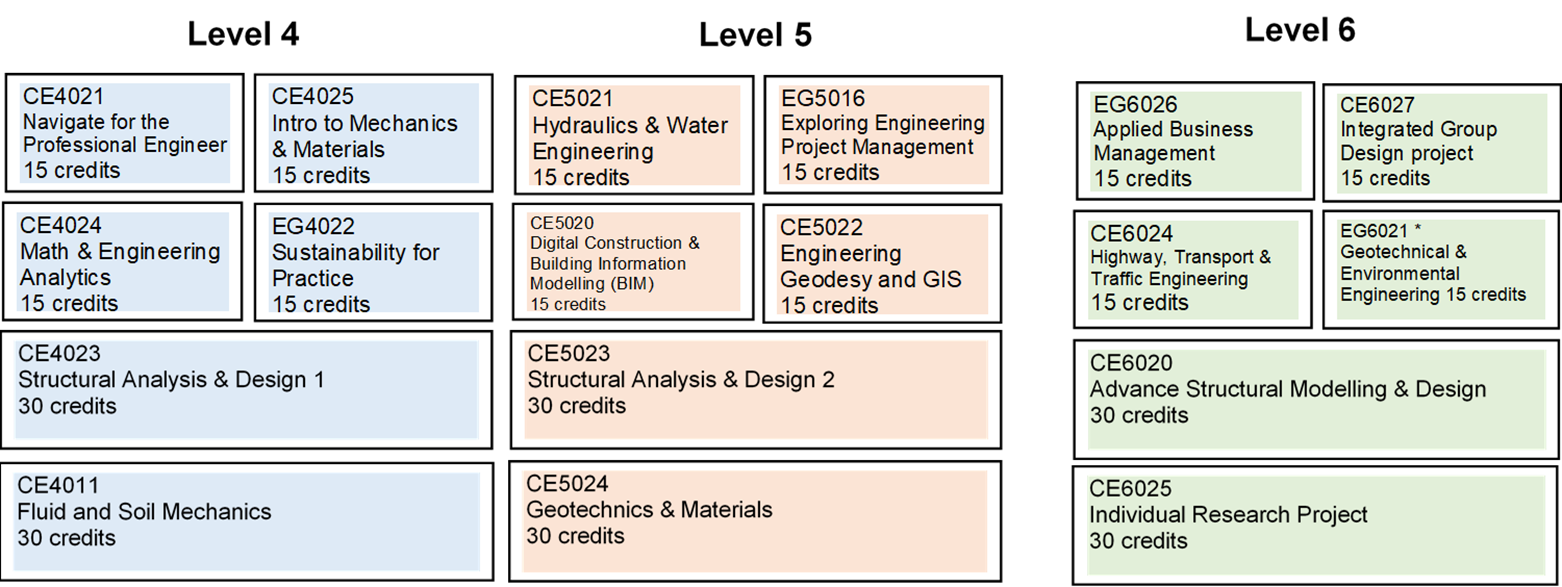 Level 4
CE4021
Navigate for the
Professional Engineer
15 credits
CE4025
Intro to Mechanics
& Materials
15 credits
CE4024
Math & Engineering
Analytics
15 credits
EG4022
Sustainability for
Practice
15 credits
CE4023
Structural Analysis & Design 1
30 credits
CE4011
Fluid and Soil Mechanics
30 credits
Level 5
CE5021
Hydraulics & Water
Engineering
15 credits
EG5016
Exploring Engineering
Project Management
15 credits
CE5020
Digital Construction &
Building Information
Modelling (BIM)
15 credits
CE5022
Engineering
Geodesy and GIS
15 credits
CE5023
Structural Analysis & Design 2
30 credits
CE5024
Geotechnics & Materials
30 credits
Level 6
EG6026
Applied Business
Management
15 credits
CE6027
Integrated Group
Design project
15 credits
CE6024
Highway, Transport &
Traffic Engineering
15 credits
EG6021 *
Geotechnical &
Environmental
Engineering 15 credits
CE6020
Advance Structural Modelling & Design
30 credits
CE6025
Individual Research Project
30 credits